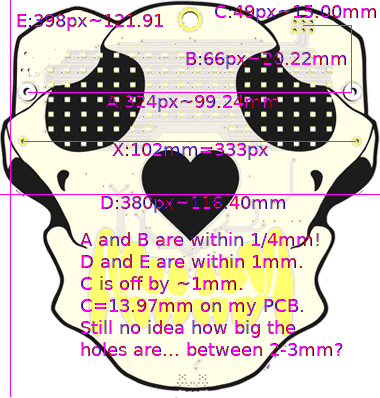 E:398px~121.91
C:49px~15.00mm
B:66px~20.22mm
A:324px~99.24mm
X:102mm=333px
D:380px~116.40mm
A and B are within 1/4mm!
D and E are within 1mm.
C is off by ~1mm.
C=13.97mm on my PCB.
Still no idea how big the
holes are... between 2-3mm?